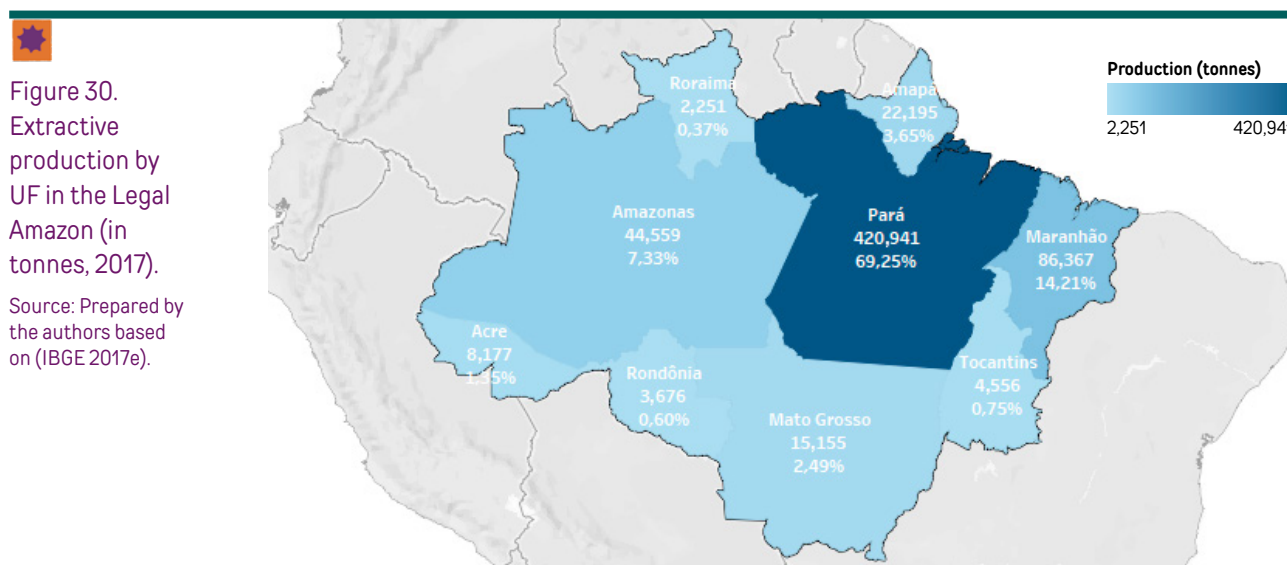 Figure 30.
Extractive
production by
UF in the Legal
Amazon (in
tonnes, 2017).
Source: Prepared by
the authors based
on (IBGE 2017e).
Production (tonnes)
2,251 420,94
Roraima
2,251
0,37%
Amapá
22,195
3,65%
Amazonas
44,559
7,33%
Pará
420,941
69,25%
Maranhão
86,367
14,21%
Acre
8,177
1,35%
Rondônia
3,676
0,60%
Mato Grosso
15,155
2,49%
Tocantins
4,556
0,75%